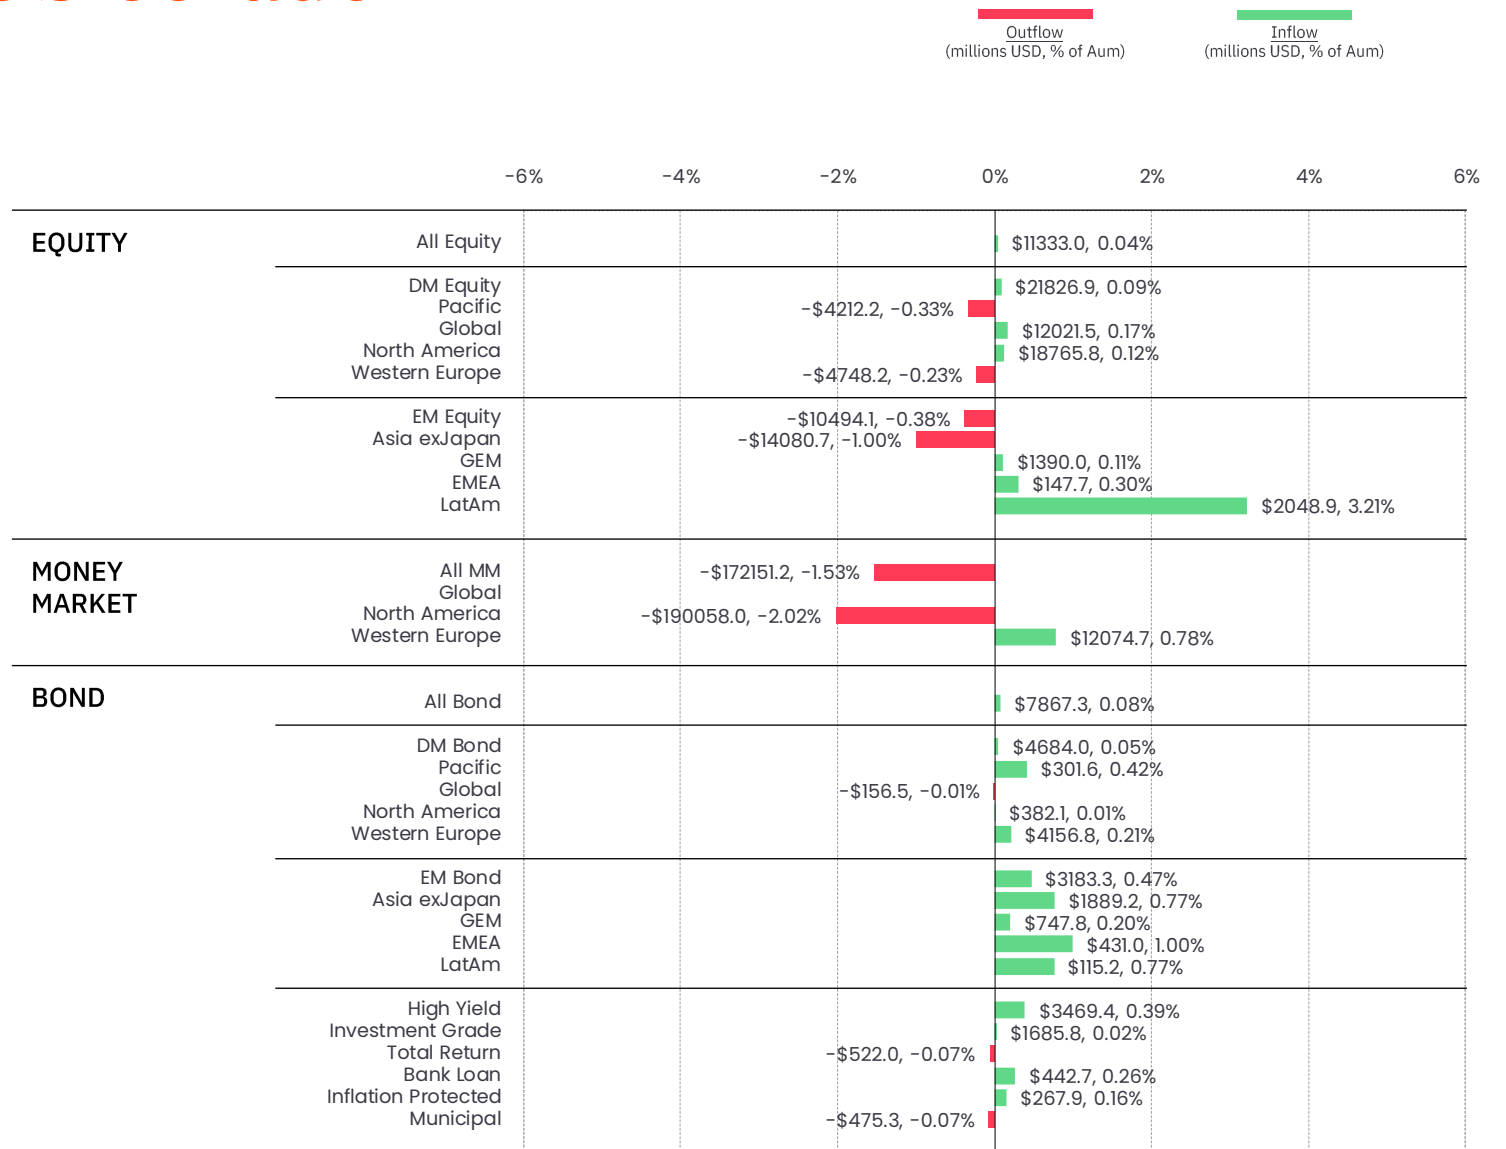 Outflow
(millions USD, % of Aum)
Inflow
(millions USD, % of Aum)
-6% -4% -2% 0% 2% 4% 6%
EQUITY
All Equity $11333.0, 0.04%
DM Equity $21826.9, 0.09%
Pacific -$4212.2, -0.33%
Global $12021.5, 0.17%
North America $18765.8, 0.12%
Western Europe -$4748.2, -0.23%
EM Equity -$10494.1, -0.38%
Asia exJapan -$14080.7, -1.00%
GEM $1390.0, 0.11%
EMEA $147.7, 0.30%
LatAm $2048.9, 3.21%
MONEY
MARKET
All MM -$172151.2, -1.53%
Global
North America -$190058.0, -2.02%
Western Europe $12074.7, 0.78%
BOND
All Bond $7867.3, 0.08%
DM Bond $4684.0, 0.05%
Pacific $301.6, 0.42%
Global -$156.5, -0.01%
North America $382.1, 0.01%
Western Europe $4156.8, 0.21%
EM Bond $3183.3, 0.47%
Asia exJapan $1889.2, 0.77%
GEM $747.8, 0.20%
EMEA $431.0, 1.00%
LatAm $115.2, 0.77%
High Yield $3469.4, 0.39%
Investment Grade $1685.8, 0.02%
Total Return -$522.0, -0.07%
Bank Loan $442.7, 0.26%
Inflation Protected $267.9, 0.16%
Municipal -$475.3, -0.07%